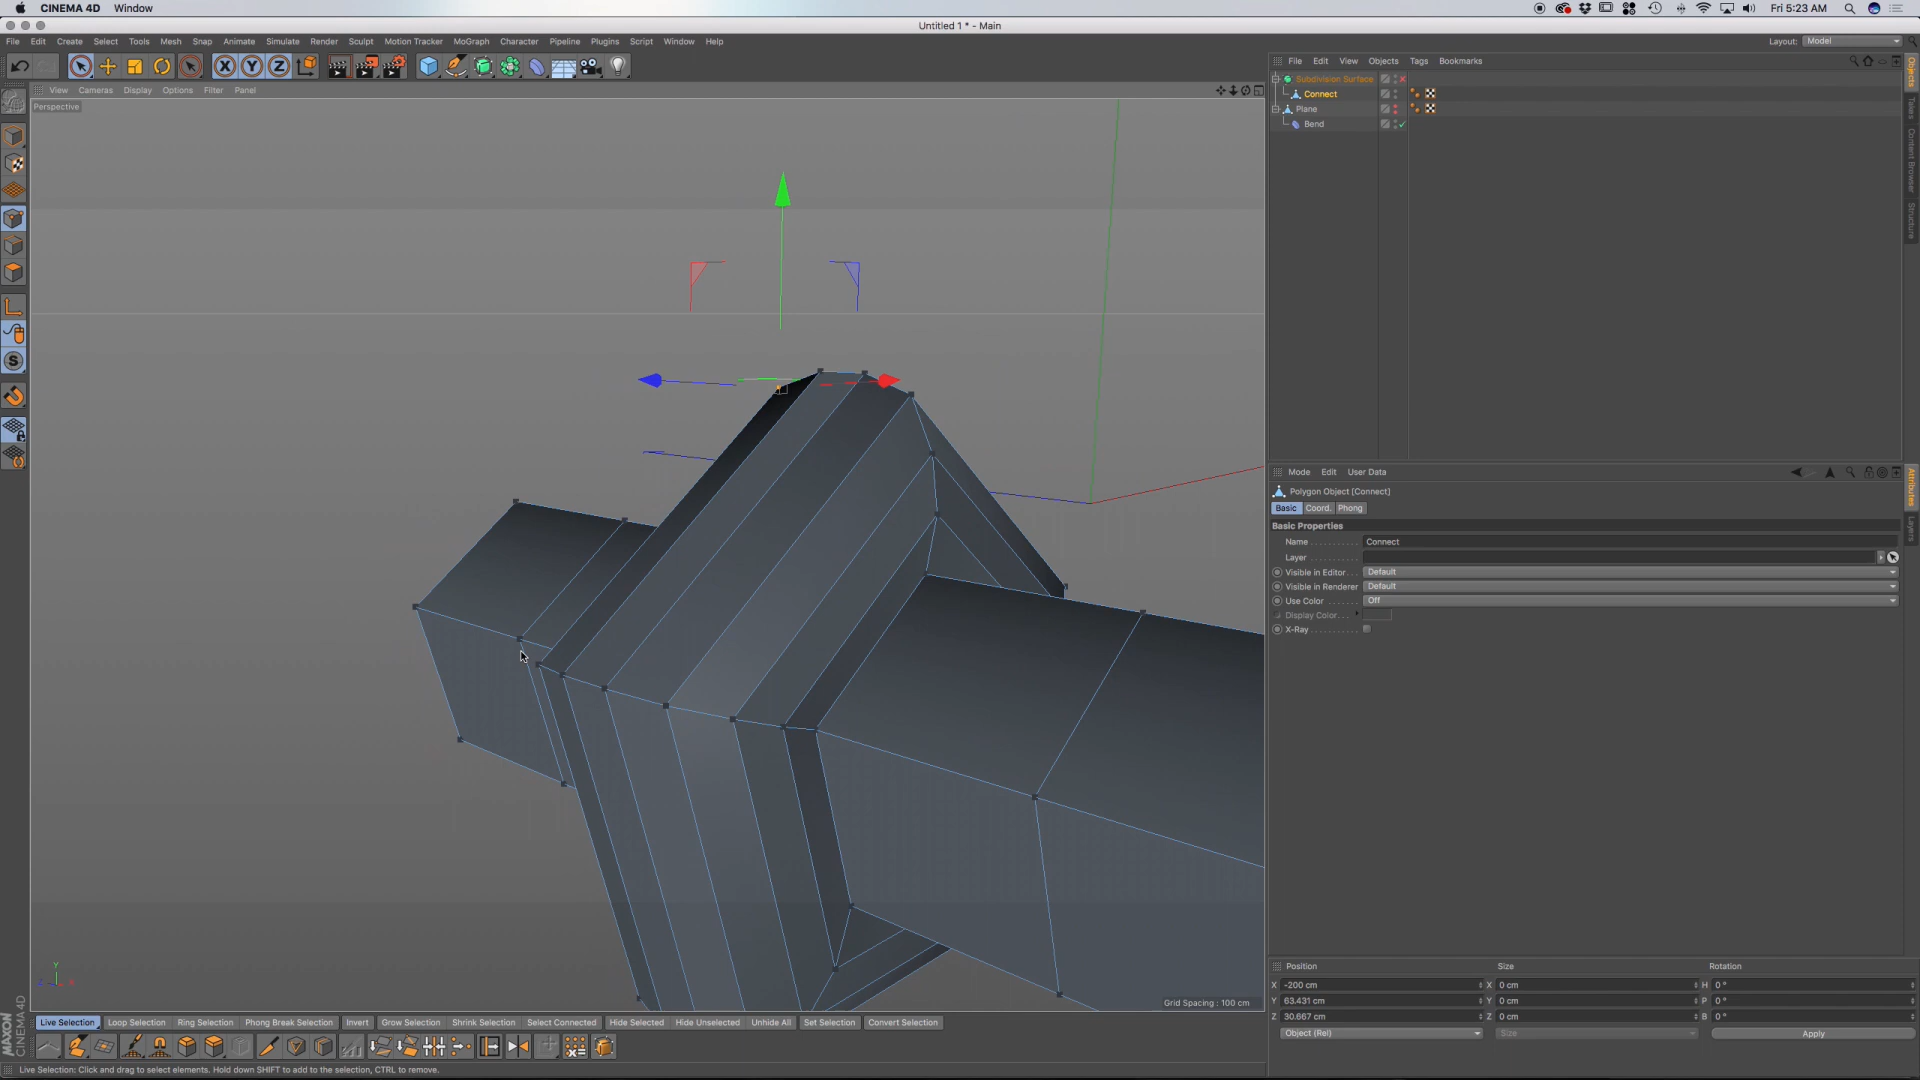 CINEMA 4D Window Fri 5:23 AM
Untitled 1 * - Main
File Edit Create Select Tools Mesh Snap Animate Simulate Render Sculpt Motion Tracker MoGraph Character Pipeline Plugins Script Window Help Layout: Model
X Y Z
File Edit View Objects Tags Bookmarks
View Cameras Display Options Filter Panel
Perspective
Subdivision Surface
Connect
Plane
Bend
Objects
Takes
Content Browser
Structure
S
Mode Edit User Data
Attributes
Layers
Polygon Object [Connect]
Basic Coord. Phong
Basic Properties
Name . . . . . . . . . . . Connect
Layer . . . . . . . . . . .
Visible in Editor . . . Default
Visible in Renderer Default
Use Color . . . . . . . Off
Display Color . . .
X-Ray . . . . . . . . . . .
Y
Grid Spacing : 100 cm
Position Size Rotation
X -200 cm X 0 cm H 0 °
Y 63.431 cm Y 0 cm P 0 °
Z 30.667 cm Z 0 cm B 0 °
Object (Rel) Size Apply
Live Selection Loop Selection Ring Selection Phong Break Selection Invert Grow Selection Shrink Selection Select Connected Hide Selected Hide Unselected Unhide All Set Selection Convert Selection
MAXON
CINEMA 4D
Live Selection: Click and drag to select elements. Hold down SHIFT to add to the selection, CTRL to remove.